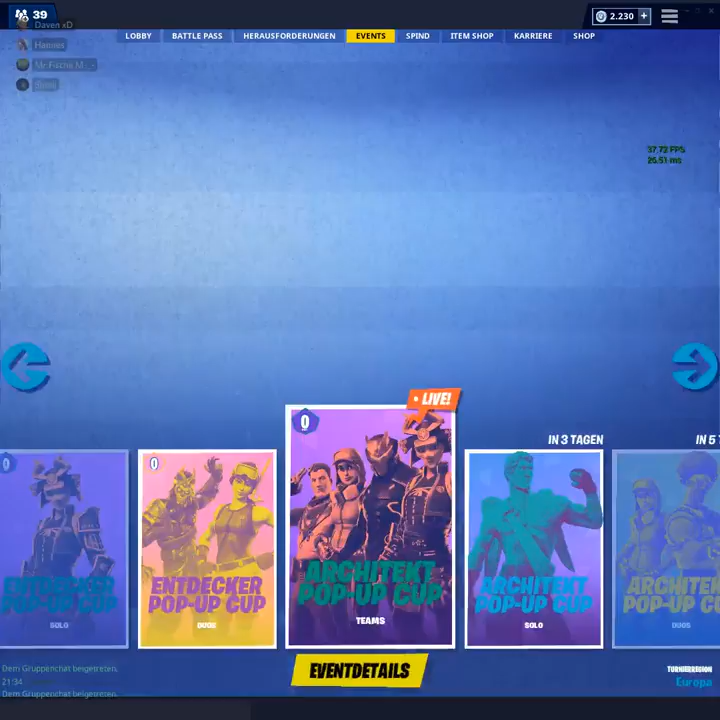 39
2.230 +
Daven xD
Hannes
LOBBY BATTLE PASS HERAUSFORDERUNGEN EVENTS SPIND ITEM SHOP KARRIERE SHOP
37.72 FPS
26.51 ms
LIVE!
0
IN 3 TAGEN
IN 5
0
0
ENTDECKER
POP-UP CUP
SOLO
ENTDECKER
POP-UP CUP
DUOS
ARCHITEKT
POP-UP CUP
TEAMS
ARCHITEKT
POP-UP CUP
SOLO
ARCHITEK
POP-UP CU
DUOS
EVENTDETAILS
Dem Gruppenchat beigetreten.
21:34
Dem Gruppenchat beigetreten.
TURNIERREGION
Europa